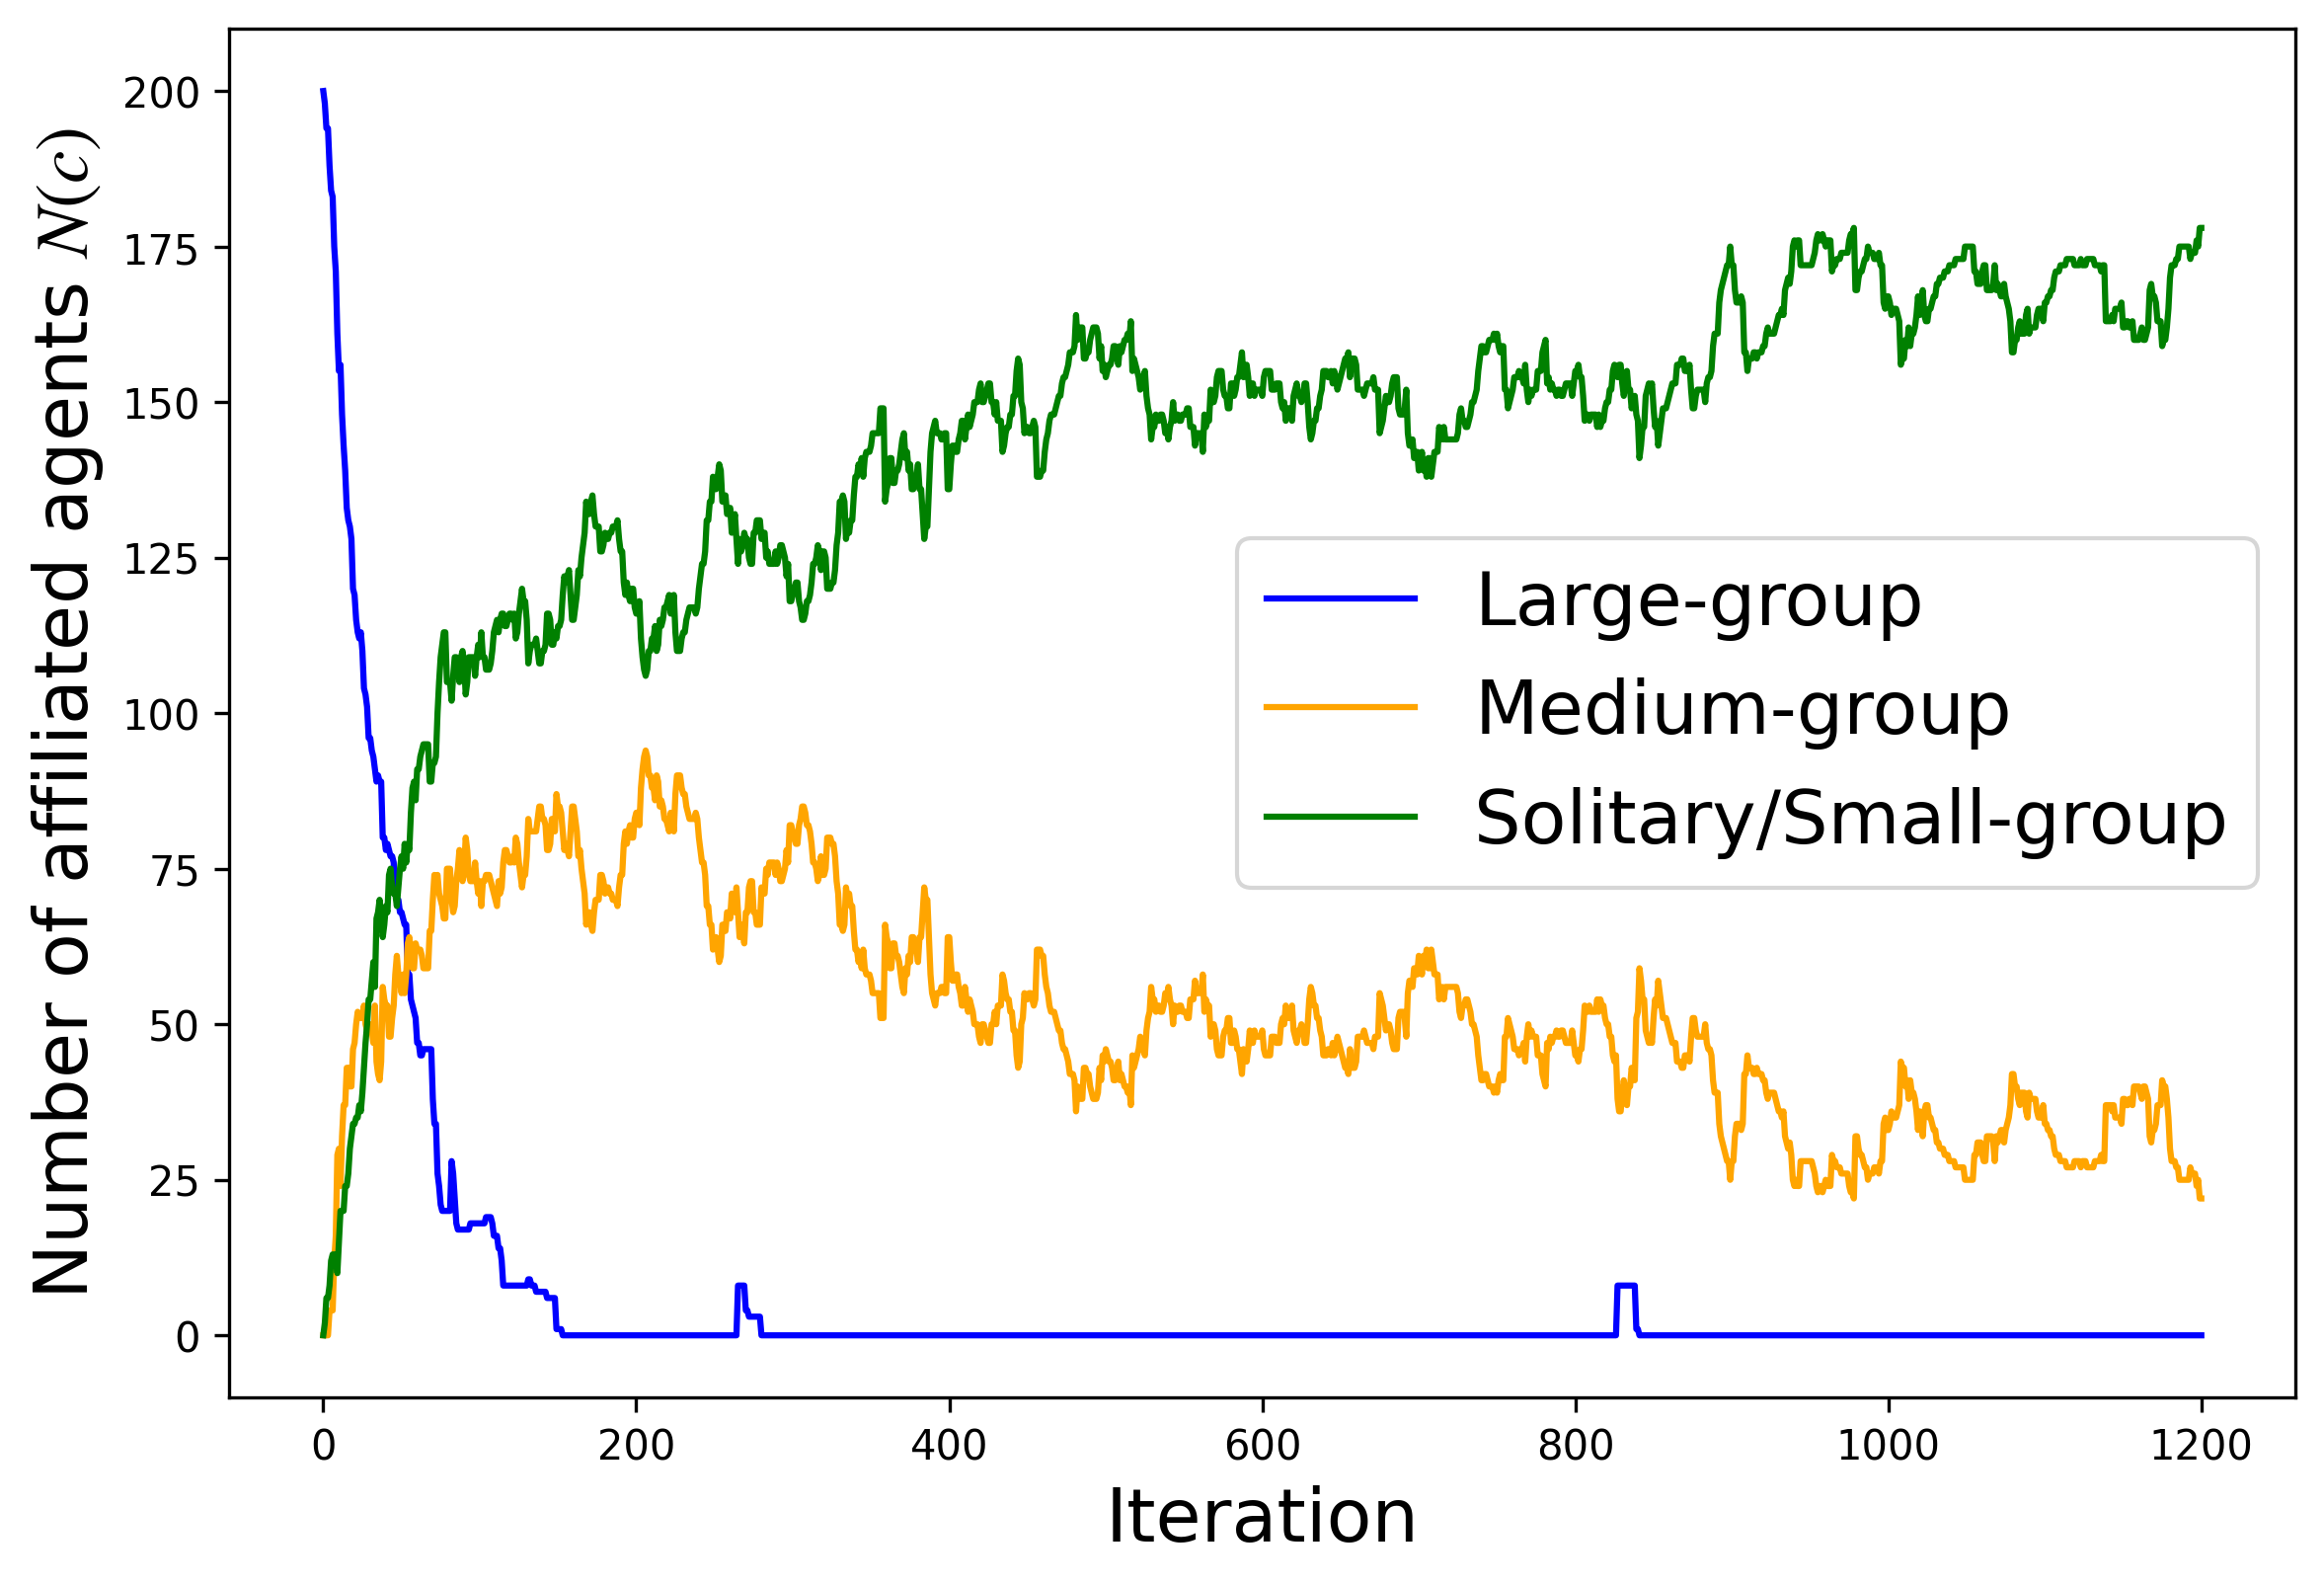 Number of affiliated agents N(c)
200
175
150
125
100
75
50
25
0
Large-group
Medium-group
Solitary/Small-group
0 200 400 600 800 1000 1200
Iteration